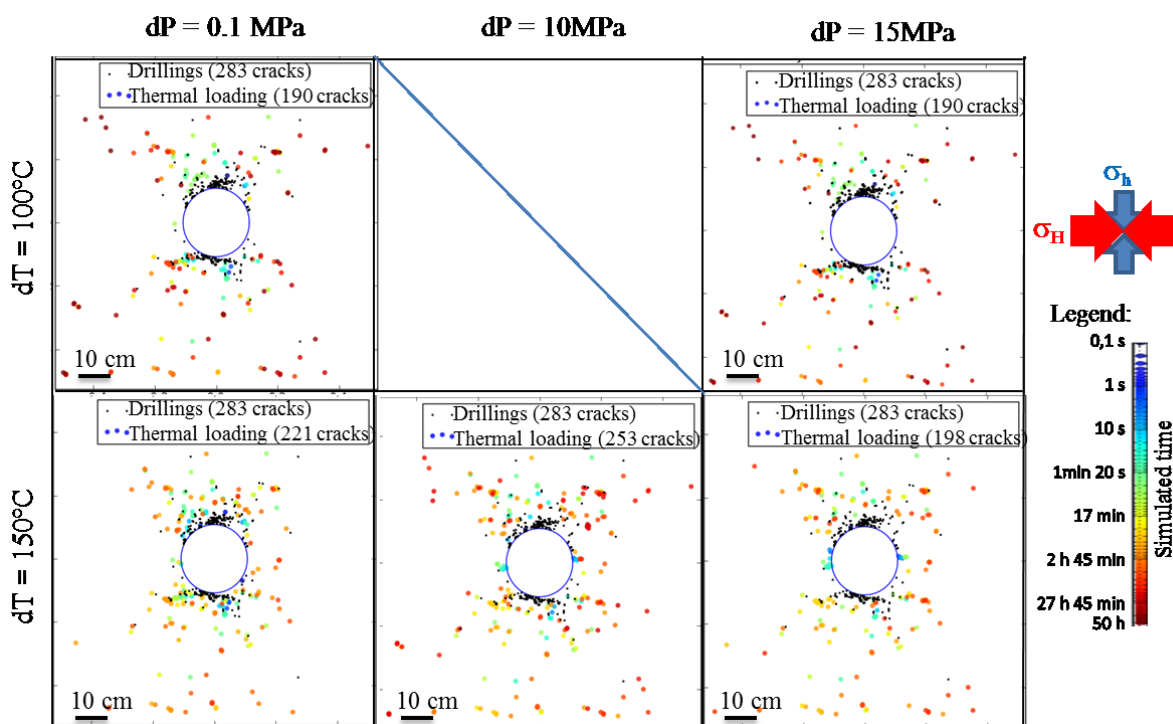 dP = 0.1 MPa
dP = 10MPa
dP = 15MPa
dT = 100°C
Drillings (283 cracks)
Thermal loading (190 cracks)
10 cm
Drillings (283 cracks)
Thermal loading (190 cracks)
10 cm
σh
σH
Legend:
0,1 s
1 s
10 s
1min 20 s
17 min
2 h 45 min
27 h 45 min
50 h
Simulated time
dT = 150°C
Drillings (283 cracks)
Thermal loading (221 cracks)
10 cm
Drillings (283 cracks)
Thermal loading (253 cracks)
10 cm
Drillings (283 cracks)
Thermal loading (198 cracks)
10 cm